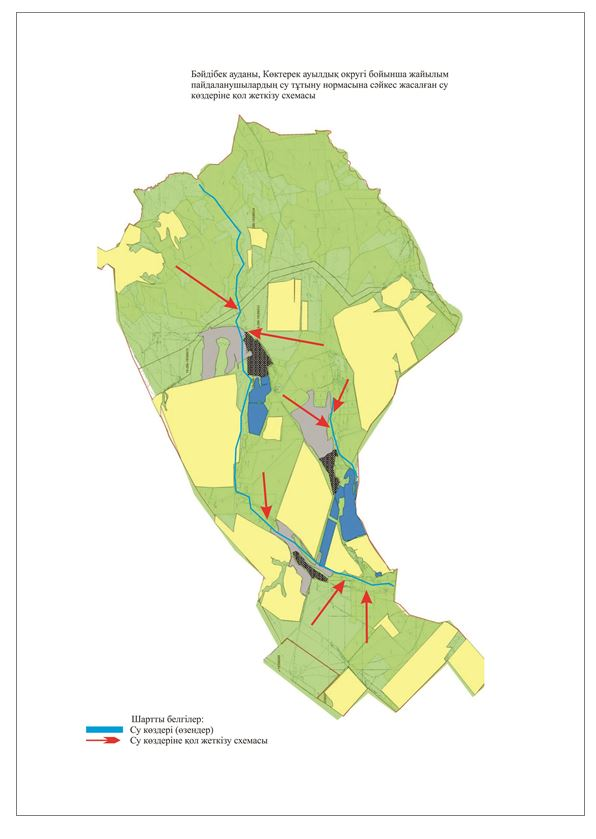 Бәйдібек ауданы, Көктерек ауылдық округі бойынша жайылым
пайдаланушылардың су тұтыну нормасына сәйкес жасалған су
көздеріне қол жеткізу схемасы
Шартты белгілер:
Су көздері (өзендер)
Су көздеріне қол жеткізу схемасы